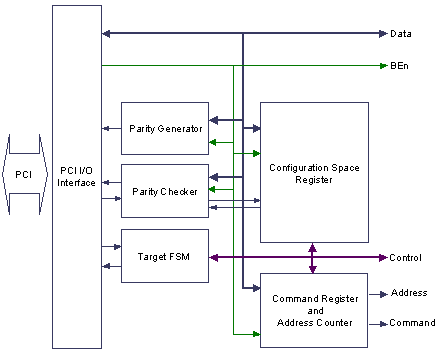 Data
BEn
Parity Generator
PCI
PCI I/O
Interface
Configuration Space
Register
Parity Checker
Target FSM
Control
Command Register
and
Address Counter
Address
Command